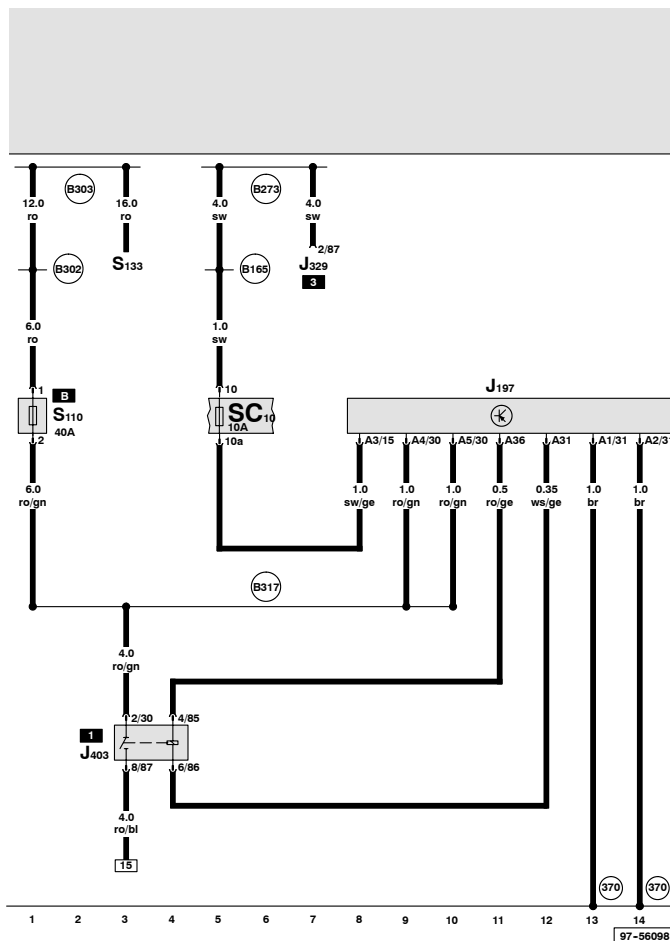 B303 B273
12.0 16.0 4.0 4.0
ro ro sw sw
2/87
B302 S133 B165 J329
3
6.0 1.0
ro sw
J197
1 B 10
S110 SC10
40A 10A
2 10a A3/15 A4/30 A5/30 A36 A31 A1/31 A2/31
6.0 1.0 1.0 1.0 0.5 0.35 1.0 1.0
ro/gn sw/ge ro/gn ro/gn ro/ge ws/ge br br
B317
4.0
ro/gn
2/30 4/85
1
J403
8/87 6/86
4.0
ro/bl
15
370 370
1 2 3 4 5 6 7 8 9 10 11 12 13 14
97-56098